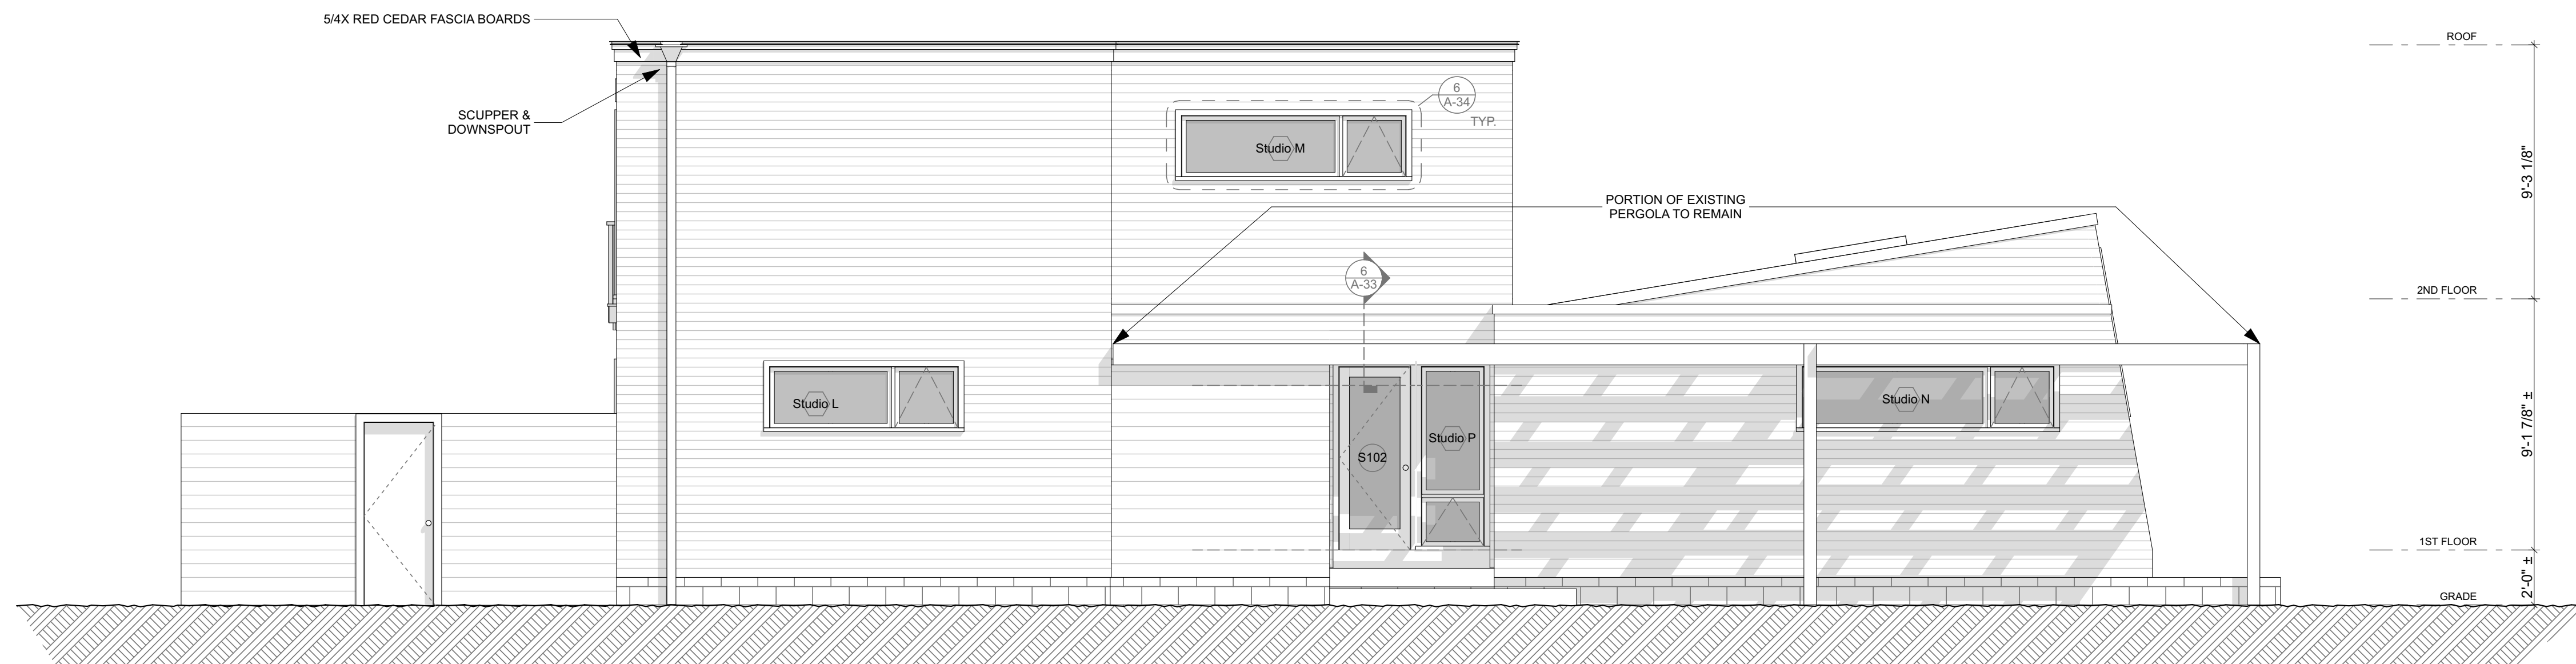 5/4X RED CEDAR FASCIA BOARDS
ROOF
6
A-34
TYP.
SCUPPER &
DOWNSPOUT
Studio M
9'-3 1/8"
PORTION OF EXISTING
PERGOLA TO REMAIN
6
A-33
2ND FLOOR
Studio L
Studio N
9'-1 7/8" ±
Studio P
S102
1ST FLOOR
2'-0" ±
GRADE